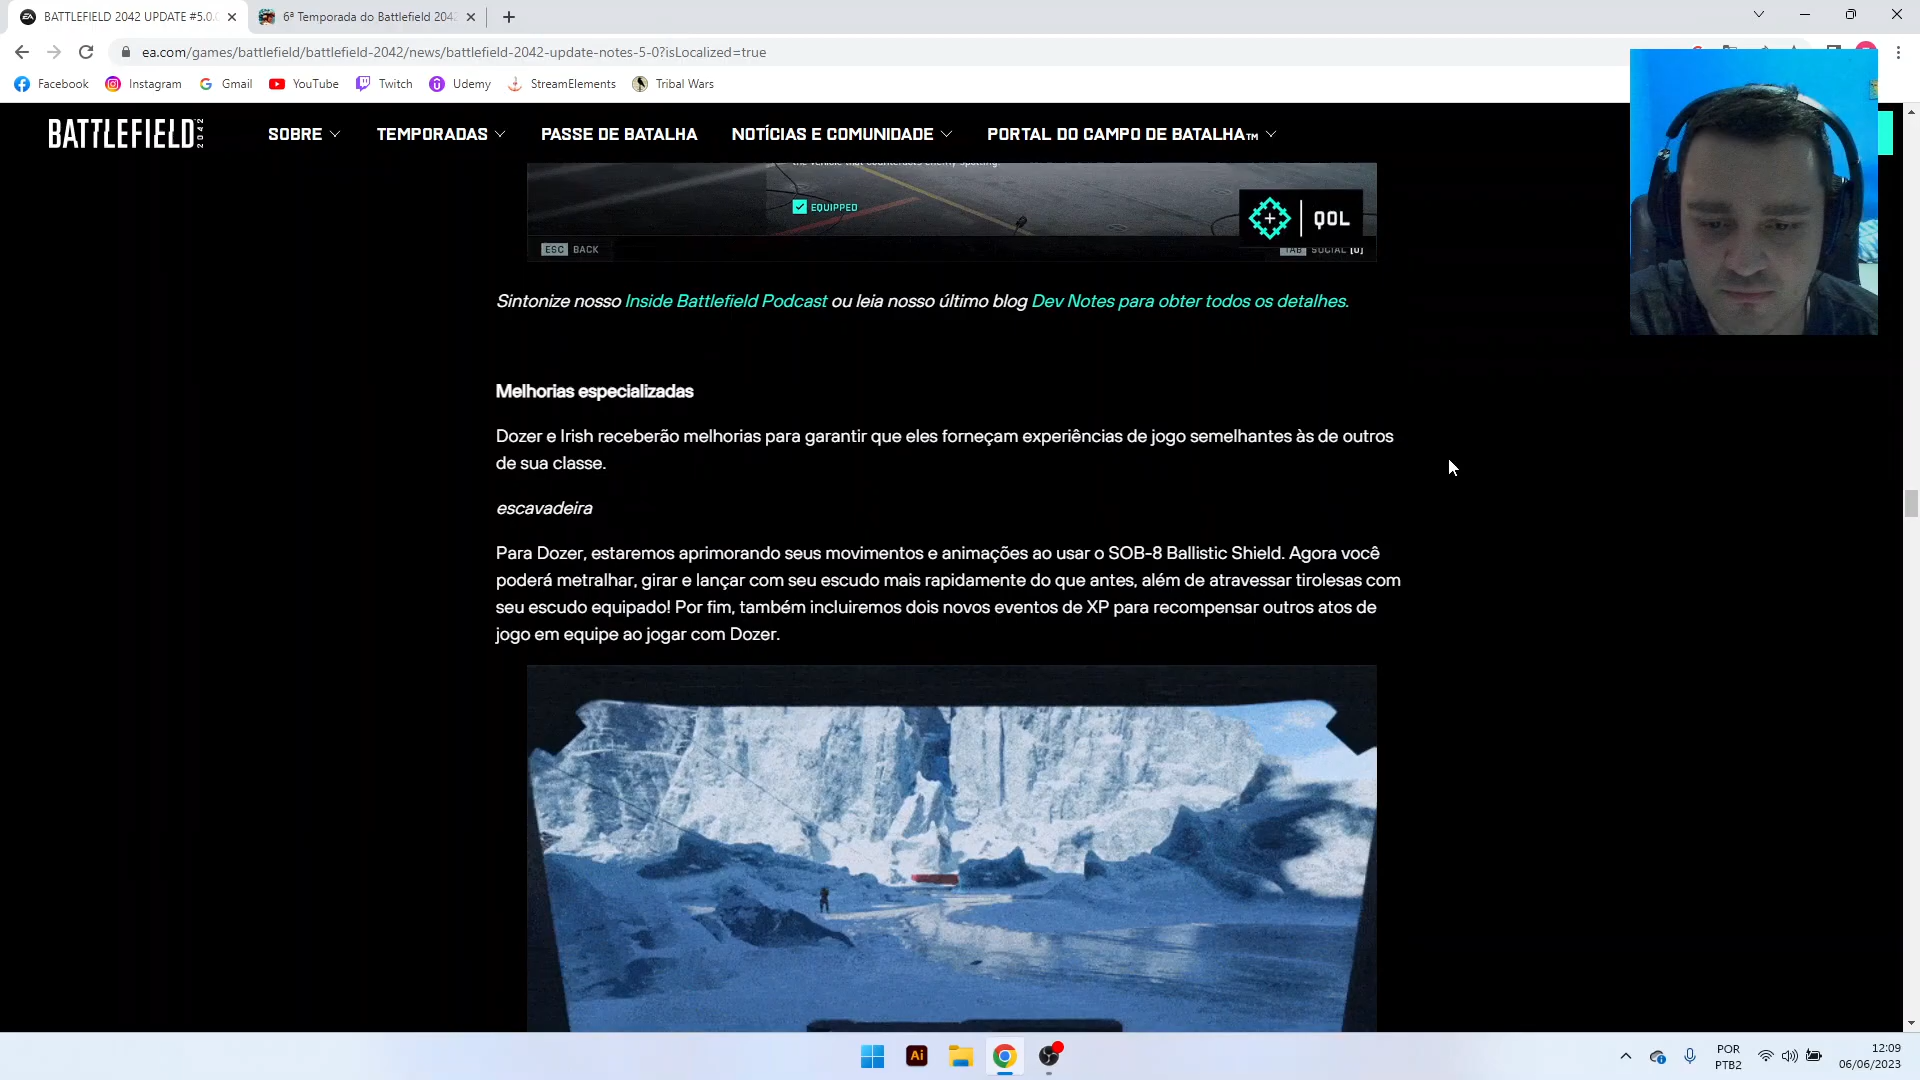 BATTLEFIELD 2042 UPDATE #5.0.0
6ª Temporada do Battlefield 2042
ea.com/games/battlefield/battlefield-2042/news/battlefield-2042-update-notes-5-0?isLocalized=true
Facebook Instagram Gmail YouTube Twitch Udemy StreamElements Tribal Wars
BATTLEFIELD 2042 SOBRE TEMPORADAS PASSE DE BATALHA NOTÍCIAS E COMUNIDADE PORTAL DO CAMPO DE BATALHA™
EQUIPPED
QOL
ESC BACK
TAB SOCIAL [0]
Sintonize nosso Inside Battlefield Podcast ou leia nosso último blog Dev Notes para obter todos os detalhes.
Melhorias especializadas
Dozer e Irish receberão melhorias para garantir que eles forneçam experiências de jogo semelhantes às de outros
de sua classe.
escavadeira
Para Dozer, estaremos aprimorando seus movimentos e animações ao usar o SOB-8 Ballistic Shield. Agora você
poderá metralhar, girar e lançar com seu escudo mais rapidamente do que antes, além de atravessar tirolesas com
seu escudo equipado! Por fim, também incluiremos dois novos eventos de XP para recompensar outros atos de
jogo em equipe ao jogar com Dozer.
Ai
POR
PTB2
12:09
06/06/2023